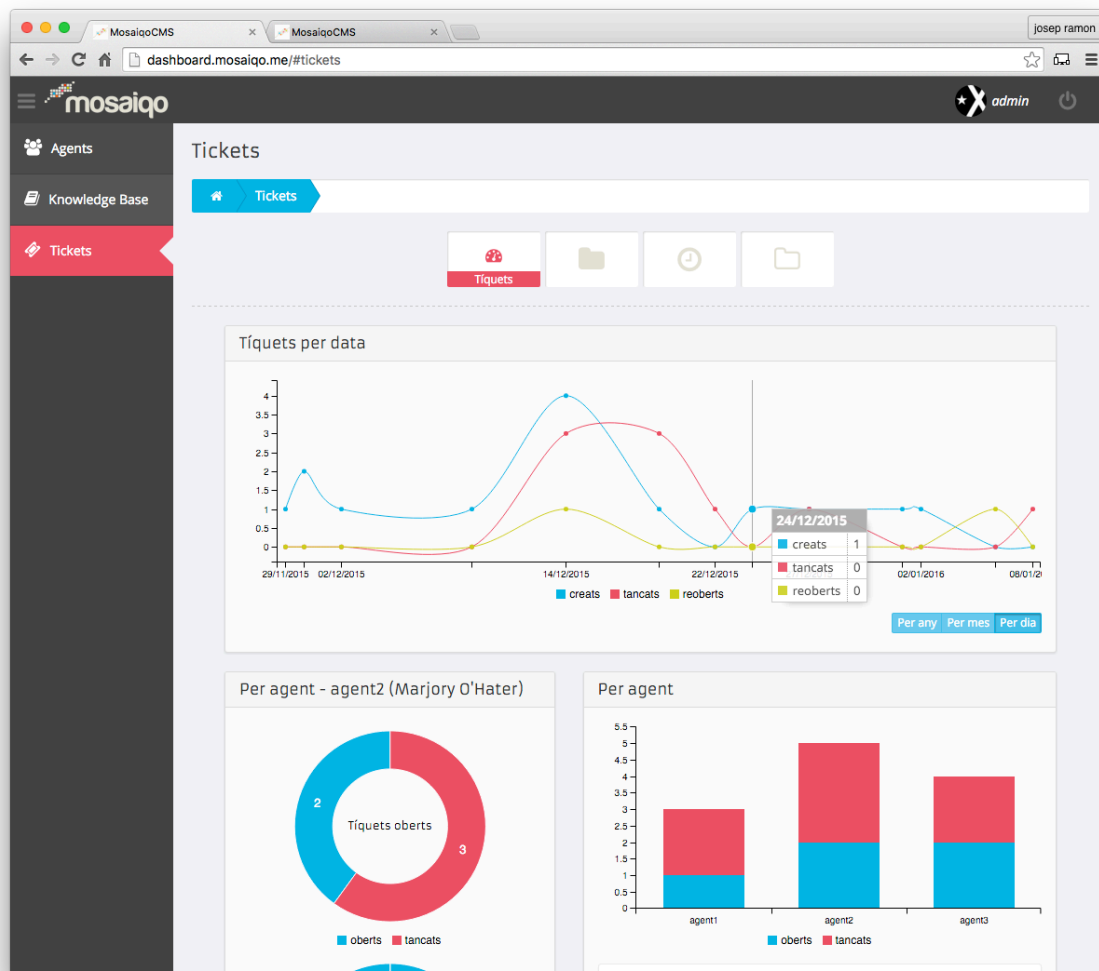 MosaiqoCMS
MosaiqoCMS
josep ramon
dashboard.mosaiqo.me/#tickets
mosaiqo
admin
Agents
Knowledge Base
Tickets
Tickets
Tickets
Tíquets
Tíquets per data
4
3.5
3
2.5
2
1.5
1
0.5
0
24/12/2015
creats 1
tancats 0
reoberts 0
29/11/2015 02/12/2015 14/12/2015 22/12/2015 02/01/2016 08/01/2
creats tancats reoberts
Per any Per mes Per dia
Per agent - agent2 (Marjory O'Hater)
2
Tíquets oberts
3
oberts tancats
Per agent
5.5
5
4.5
4
3.5
3
2.5
2
1.5
1
0.5
0
agent1 agent2 agent3
oberts tancats